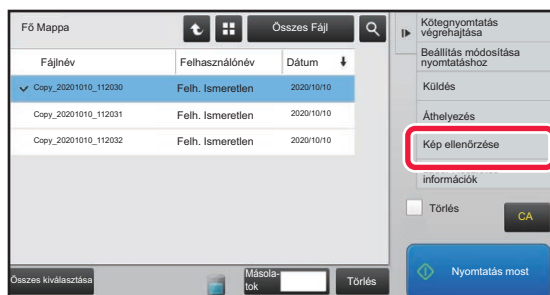 Fő Mappa
Összes Fájl
Fájlnév
Felhasználónév
Dátum
Copy_20201010_112030
Felh. Ismeretlen
2020/10/10
Copy_20201010_112031
Felh. Ismeretlen
2020/10/10
Copy_20201010_112032
Felh. Ismeretlen
2020/10/10
Összes kiválasztása
Másola-
tok
Törlés
Kötegnyomtatás
végrehajtása
Beállítás módosítása
nyomtatáshoz
Küldés
Áthelyezés
Kép ellenőrzése
információk
Törlés
CA
Nyomtatás most